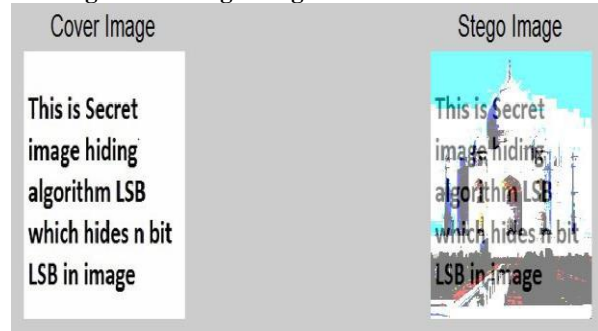 Cover Image
Stego Image
This is Secret
image hiding
algorithm LSB
which hides n bit
LSB in image
This is Secret
image hiding
algorithm LSB
which hides n bit
LSB in image